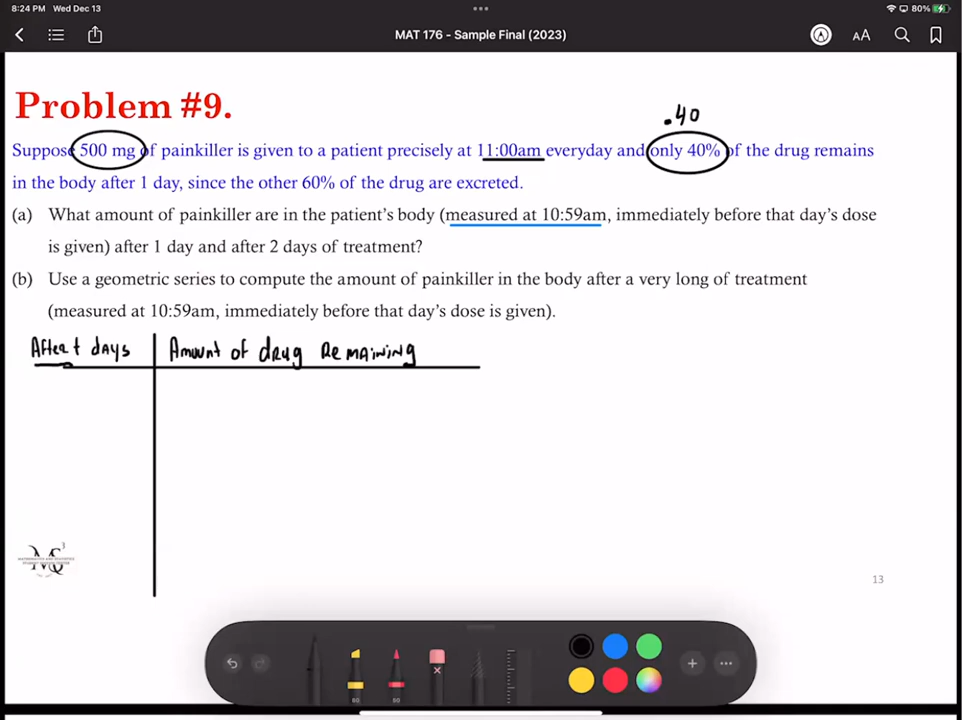 8:24 PM Wed Dec 13
80%
MAT 176 - Sample Final (2023)
AA
Problem #9.
.40
Suppose 500 mg of painkiller is given to a patient precisely at 11:00am everyday and only 40% of the drug remains
in the body after 1 day, since the other 60% of the drug are excreted.
(a) What amount of painkiller are in the patient's body (measured at 10:59am, immediately before that day's dose
is given) after 1 day and after 2 days of treatment?
(b) Use a geometric series to compute the amount of painkiller in the body after a very long of treatment
(measured at 10:59am, immediately before that day's dose is given).
After t days Amount of drug Remaining
13
80
50